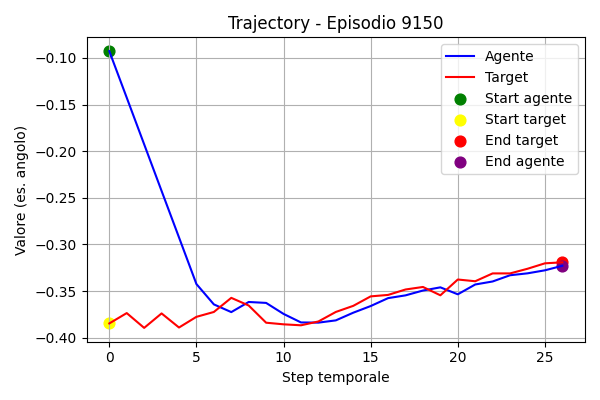 Trajectory - Episodio 9150
Valore (es. angolo)
−0.10
−0.15
−0.20
−0.25
−0.30
−0.35
−0.40
Agente
Target
Start agente
Start target
End target
End agente
0
5
10
15
20
25
Step temporale